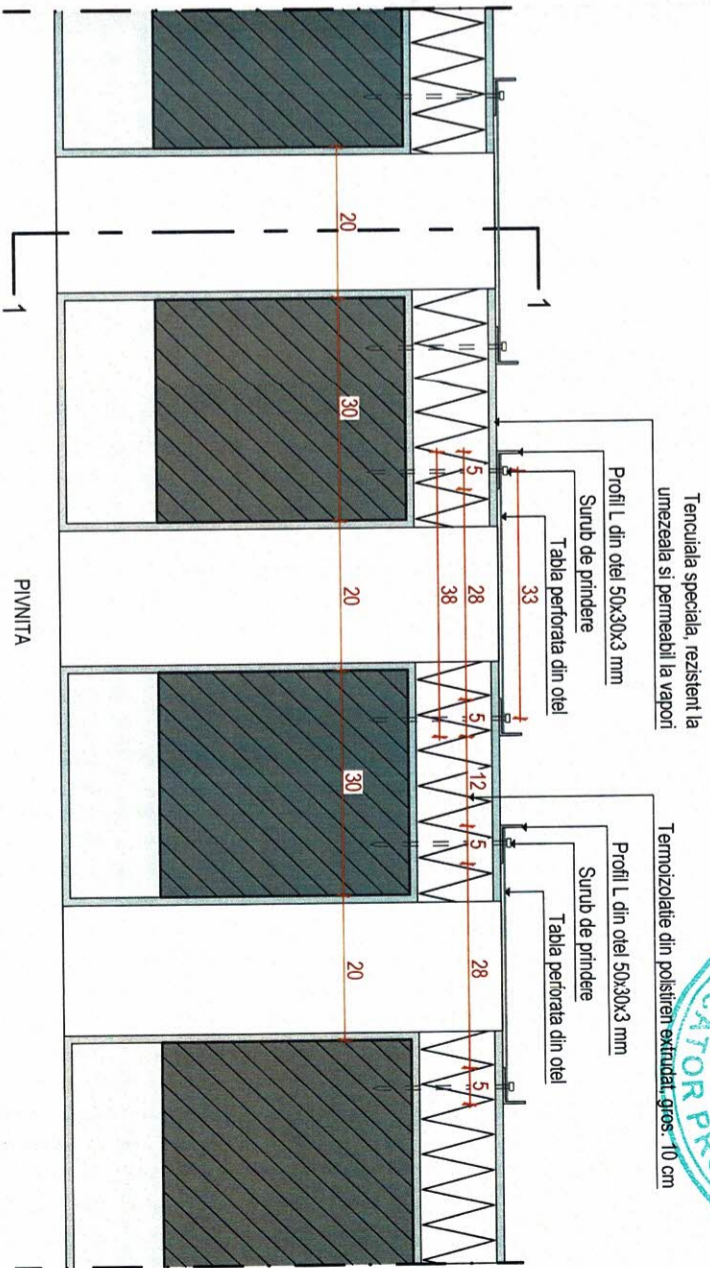 Tencuiala speciala, rezistent la
umezeala si permeabil la vapori
Profil L din otel 50x30x3 mm
Surub de prindere
Tabla perforata din otel
Termoizolatie din polistiren extrudat, gros. 10 cm
Profil L din otel 50x30x3 mm
Surub de prindere
Tabla perforata din otel
33
5
28
5
12
5
28
5
38
20
30
20
30
20
1
1
PIVNITA
CATOR PR